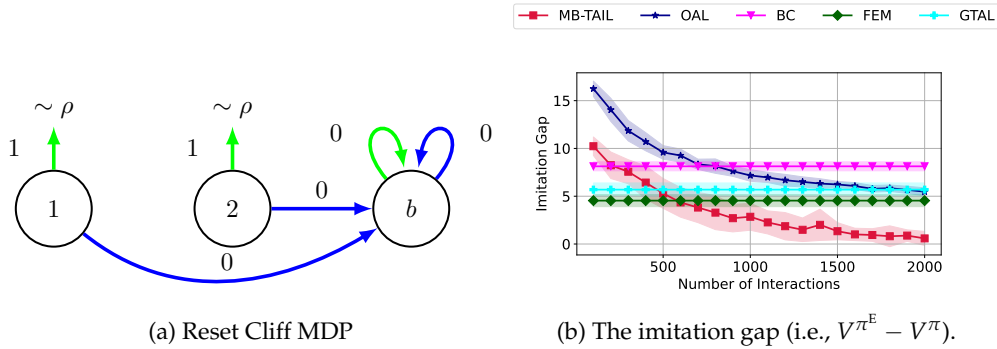 MB-TAIL OAL BC FEM GTAL
∼ ρ
∼ ρ
1
1
0
0
1
2
0
b
0
Imitation Gap
15
10
5
0
500 1000 1500 2000
Number of Interactions
(a) Reset Cliff MDP
(b) The imitation gap (i.e., V^{π^E} − V^π).